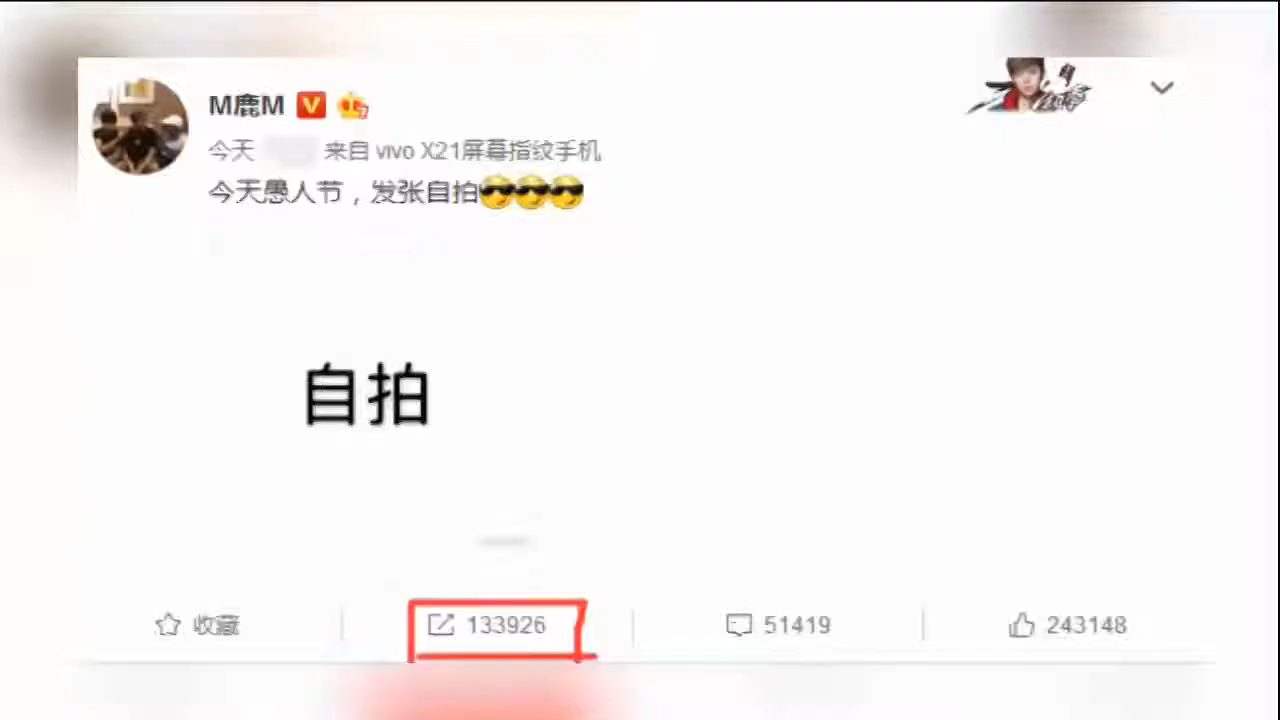 M鹿M V 7
今天 来自 vivo X21屏幕指纹手机
今天愚人节，发张自拍
自拍
收藏 133926 51419 243148